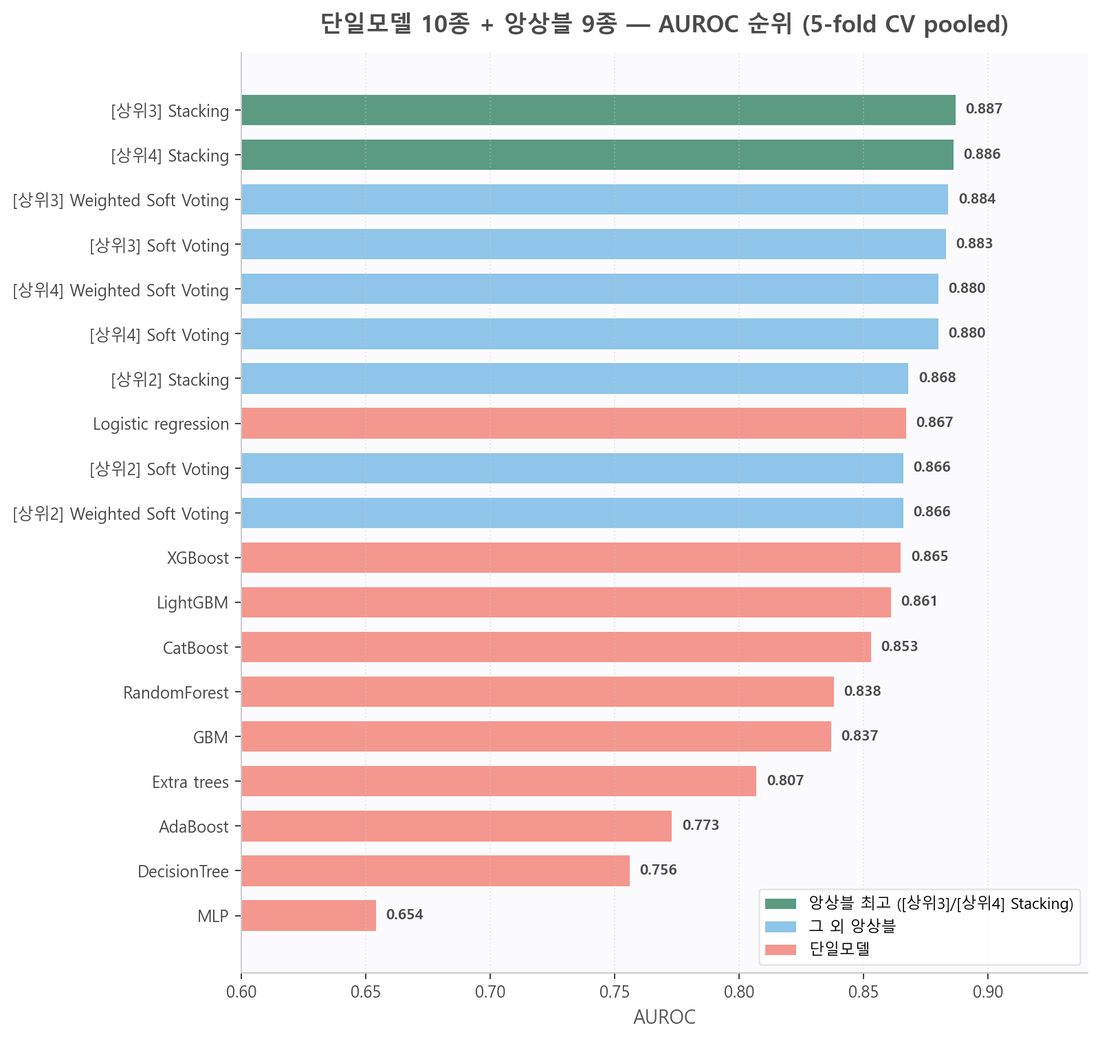 단일모델 10종 + 앙상블 9종 — AUROC 순위 (5-fold CV pooled)
[상위3] Stacking 0.887
[상위4] Stacking 0.886
[상위3] Weighted Soft Voting 0.884
[상위3] Soft Voting 0.883
[상위4] Weighted Soft Voting 0.880
[상위4] Soft Voting 0.880
[상위2] Stacking 0.868
Logistic regression 0.867
[상위2] Soft Voting 0.866
[상위2] Weighted Soft Voting 0.866
XGBoost 0.865
LightGBM 0.861
CatBoost 0.853
RandomForest 0.838
GBM 0.837
Extra trees 0.807
AdaBoost 0.773
DecisionTree 0.756
MLP 0.654
앙상블 최고 ([상위3]/[상위4] Stacking)
그 외 앙상블
단일모델
0.60 0.65 0.70 0.75 0.80 0.85 0.90
AUROC